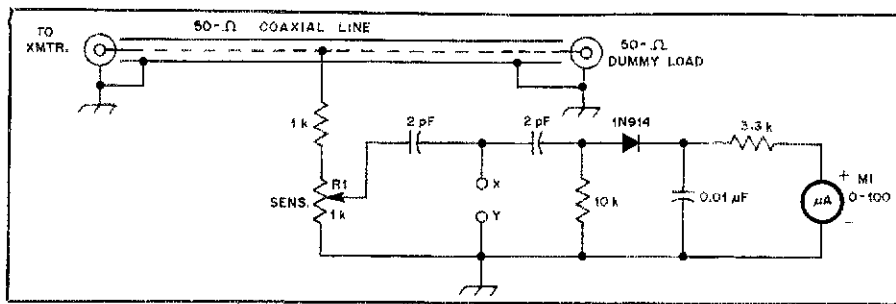 TO
XMTR.
50-Ω COAXIAL LINE
50-Ω
DUMMY LOAD
1 k
R1
SENS.
1 k
2 pF
2 pF
1N914
3.3 k
X
Y
10 k
0.01 µF
µA
+
M1
0-100
-